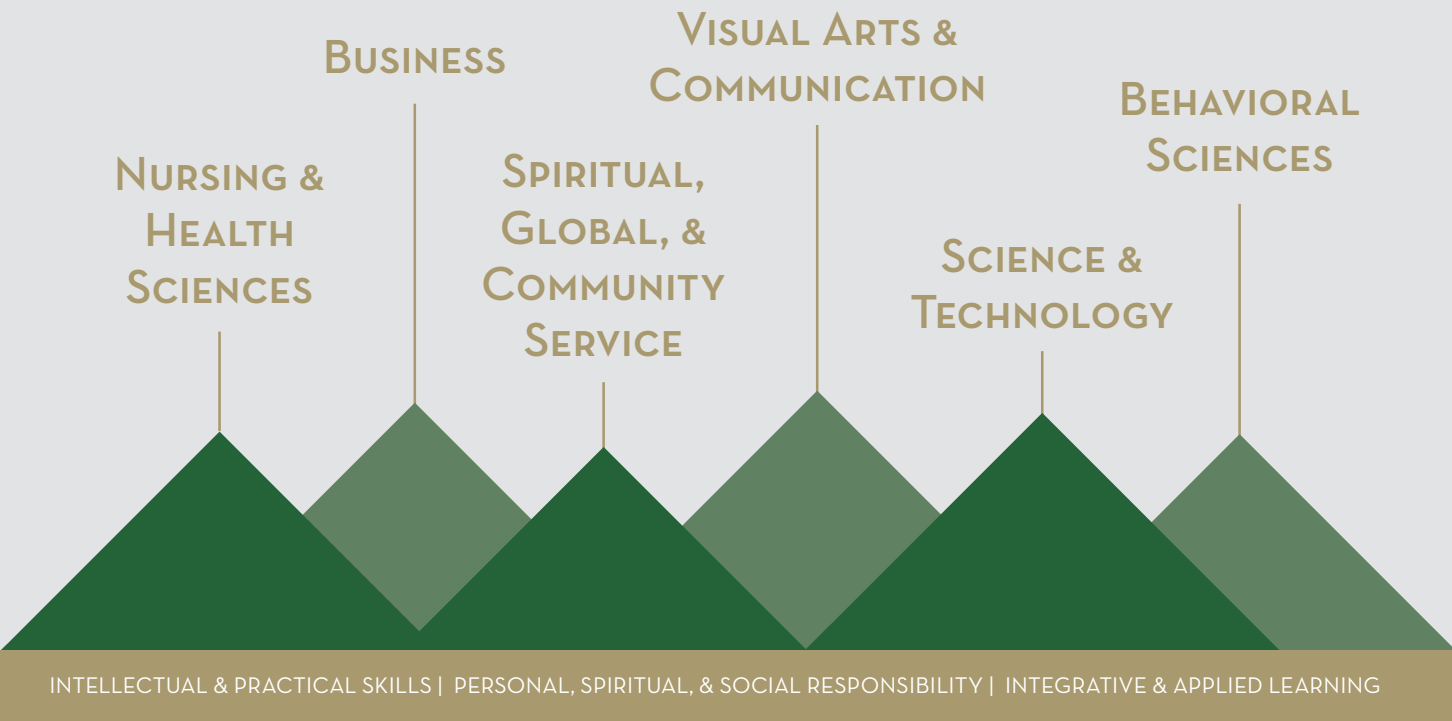 Nursing &
Health
Sciences
Business
Spiritual,
Global, &
Community
Service
Visual Arts &
Communication
Science &
Technology
Behavioral
Sciences
INTELLECTUAL & PRACTICAL SKILLS | PERSONAL, SPIRITUAL, & SOCIAL RESPONSIBILITY | INTEGRATIVE & APPLIED LEARNING